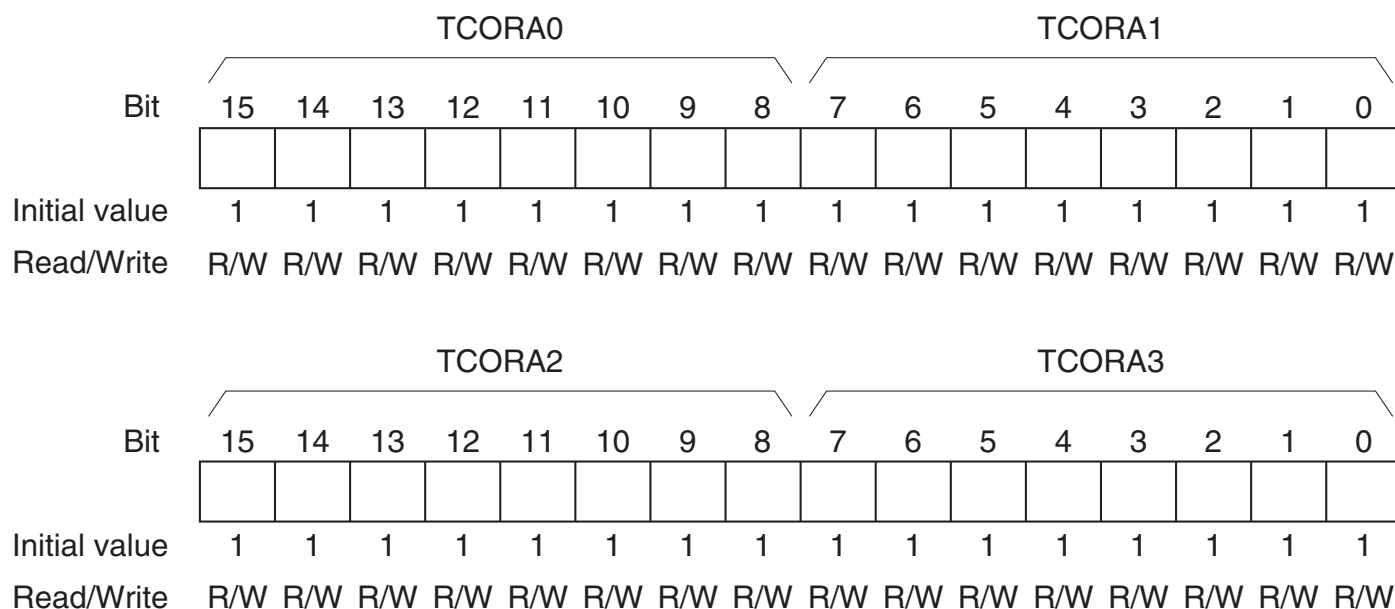 TCORA0 TCORA1
Bit 15 14 13 12 11 10 9 8 7 6 5 4 3 2 1 0
Initial value 1 1 1 1 1 1 1 1 1 1 1 1 1 1 1 1
Read/Write R/W R/W R/W R/W R/W R/W R/W R/W R/W R/W R/W R/W R/W R/W R/W R/W
TCORA2 TCORA3
Bit 15 14 13 12 11 10 9 8 7 6 5 4 3 2 1 0
Initial value 1 1 1 1 1 1 1 1 1 1 1 1 1 1 1 1
Read/Write R/W R/W R/W R/W R/W R/W R/W R/W R/W R/W R/W R/W R/W R/W R/W R/W